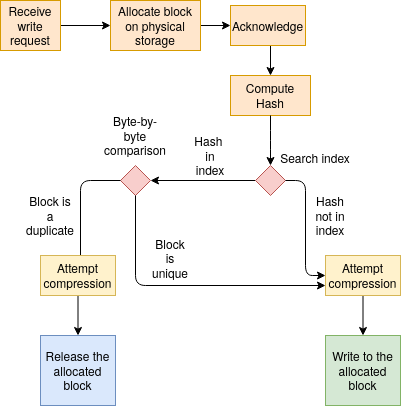 Receive
write
request
Allocate block
on physical
storage
Acknowledge
Compute
Hash
Search index
Hash
in
index
Byte-by-
byte
comparison
Block is
a
duplicate
Hash
not in
index
Block
is
unique
Attempt
compression
Attempt
compression
Release the
allocated
block
Write to the
allocated
block